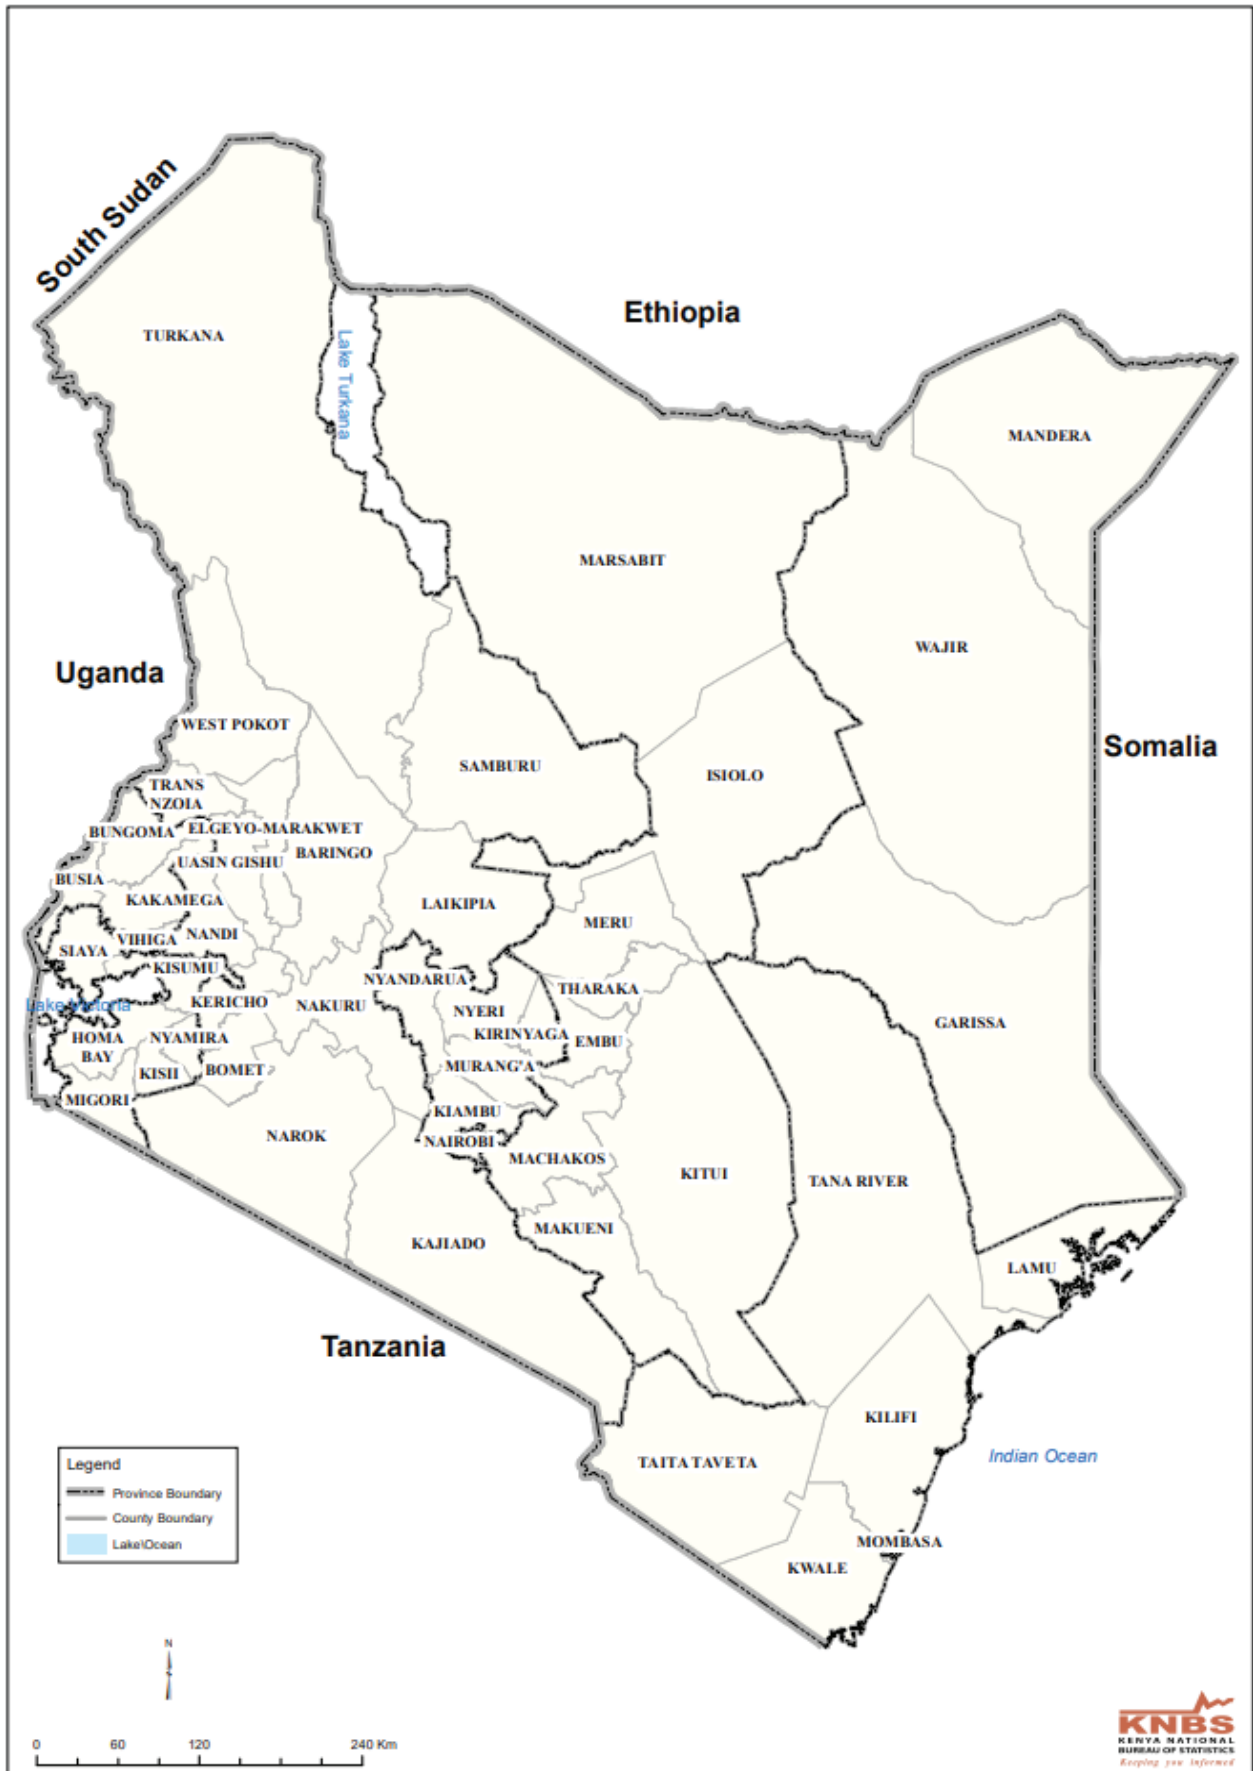 South Sudan
Ethiopia
TURKANA
Lake Turkana
MANDERA
MARSABIT
WAJIR
Uganda
WEST POKOT
Somalia
SAMBURU
ISIOLO
TRANS
NZOIA
BUNGOMA
ELGEYO-MARAKWET
BARINGO
UASIN GISHU
BUSIA
KAKAMEGA
LAIKIPIA
MERU
VIHIGA
NANDI
SIAYA
KISUMU
NYANDARUA
THARAKA
Lake Victoria
KERICHO
NAKURU
NYERI
GARISSA
KIRINYAGA
EMBU
HOMA
BAY
NYAMIRA
MURANG'A
KISII
BOMET
MIGORI
KIAMBU
NAROK
NAIROBI
MACHAKOS
KITUI
TANA RIVER
MAKUENI
KAJIADO
LAMU
Tanzania
KILIFI
TAITA TAVETA
Indian Ocean
MOMBASA
KWALE
Legend
Province Boundary
County Boundary
Lake\Ocean
N
0 60 120 240 Km
KNBS
KENYA NATIONAL
BUREAU OF STATISTICS
Keeping you informed